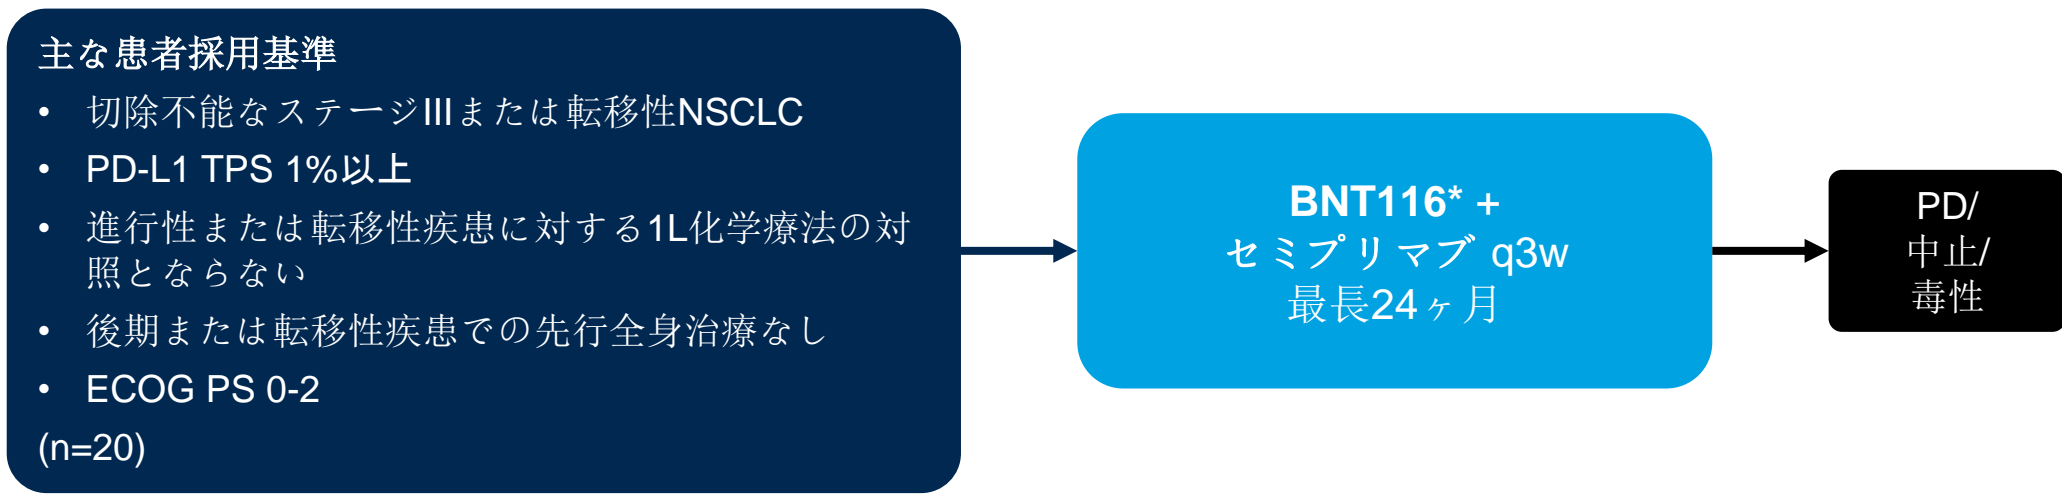 主な患者採用基準
• 切除不能なステージIIIまたは転移性NSCLC
• PD-L1 TPS 1%以上
• 進行性または転移性疾患に対する1L化学療法の対
照とならない
• 後期または転移性疾患での先行全身治療なし
• ECOG PS 0-2
(n=20)
BNT116* +
セミプリマブ q3w
最長24ヶ月
PD/
中止/
毒性